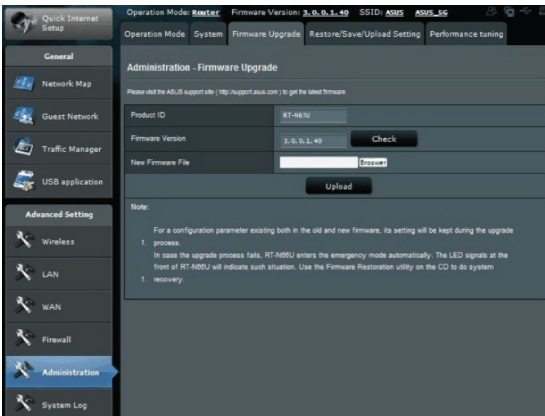 Quick Internet
Setup
Operation Mode: Router Firmware Version: 3.0.0.1.40 SSID: ASUS ASUS_5G
Operation Mode System Firmware Upgrade Restore/Save/Upload Setting Performance tuning
General
Network Map
Guest Network
Traffic Manager
USB application
Advanced Setting
Wireless
LAN
WAN
Firewall
Administration
System Log
Administration - Firmware Upgrade
Please visit the ASUS support site ( http://support.asus.com ) to get the latest firmware.
Product ID RT-N65U
Firmware Version 3.0.0.1.40 Check
New Firmware File Broswer
Upload
Note:
For a configuration parameter existing both in the old and new firmware, its setting will be kept during the upgrade
1. process.
In case the upgrade process fails, RT-N66U enters the emergency mode automatically. The LED signals at the
front of RT-N66U will indicate such situation. Use the Firmware Restoration utility on the CD to do system
1. recovery.